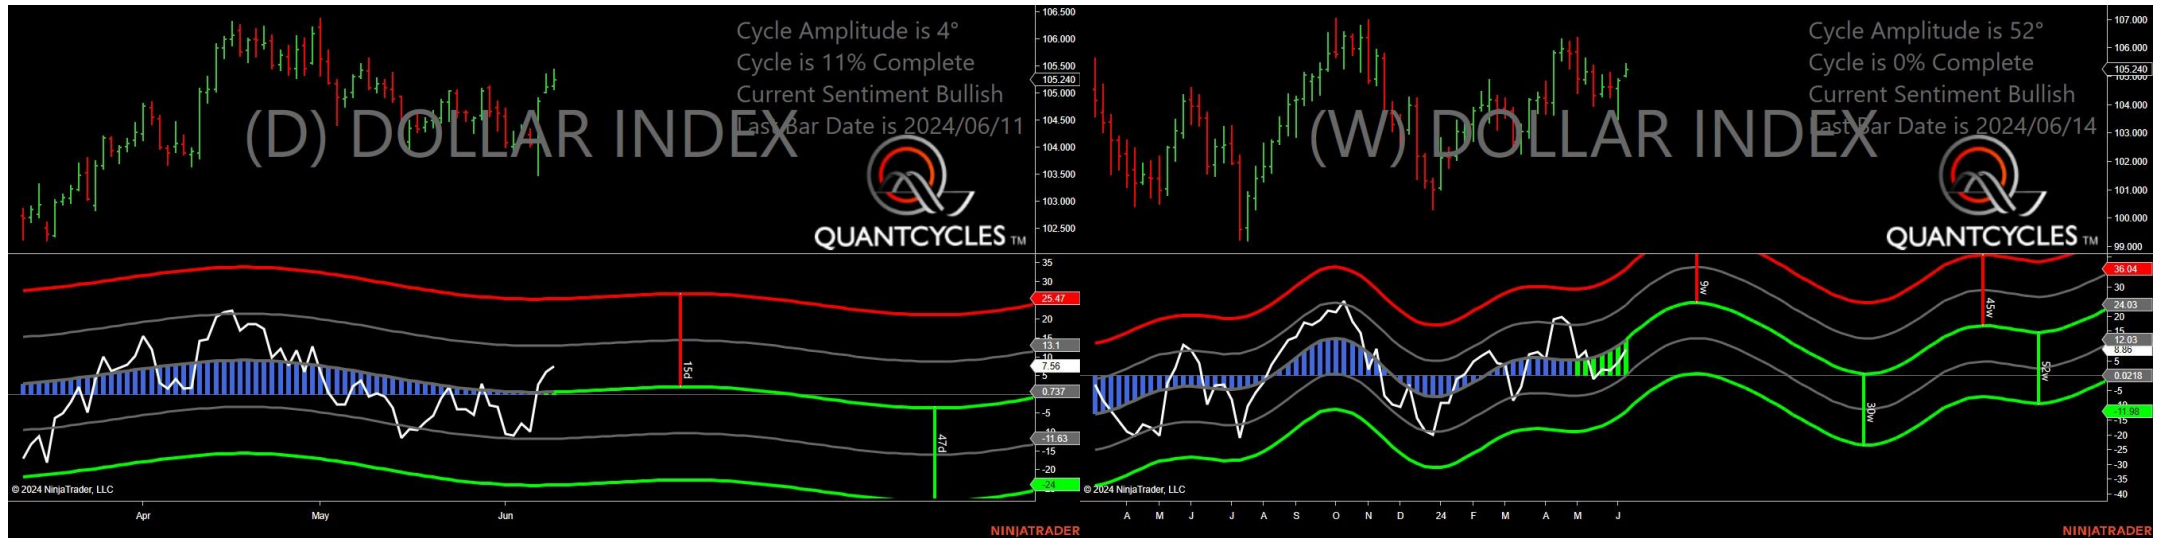 Cycle Amplitude is 4°
Cycle is 11% Complete
Current Sentiment Bullish
Last Bar Date is 2024/06/11
(D) DOLLAR INDEX
QUANTCYCLES TM
106.500
106.000
105.500
105.240
105.000
104.500
104.000
103.500
103.000
102.500
35
30
25.47
20
13.1
10
7.56
5
0.737
-5
-10
-11.63
-15
-20
-24
15d
47d
© 2024 NinjaTrader, LLC
Apr
May
Jun
NINJATRADER
Cycle Amplitude is 52°
Cycle is 0% Complete
Current Sentiment Bullish
Last Bar Date is 2024/06/14
(W) DOLLAR INDEX
QUANTCYCLES TM
107.000
106.000
105.240
105.000
104.000
103.000
102.000
101.000
100.000
99.000
36.04
30
24.03
20
15
12.03
8.86
5
0.0218
-5
-10
-11.98
-15
-20
-25
-30
-35
-40
9w
30w
45w
52w
© 2024 NinjaTrader, LLC
A M J J A S O N D 24 F M A M J
NINJATRADER